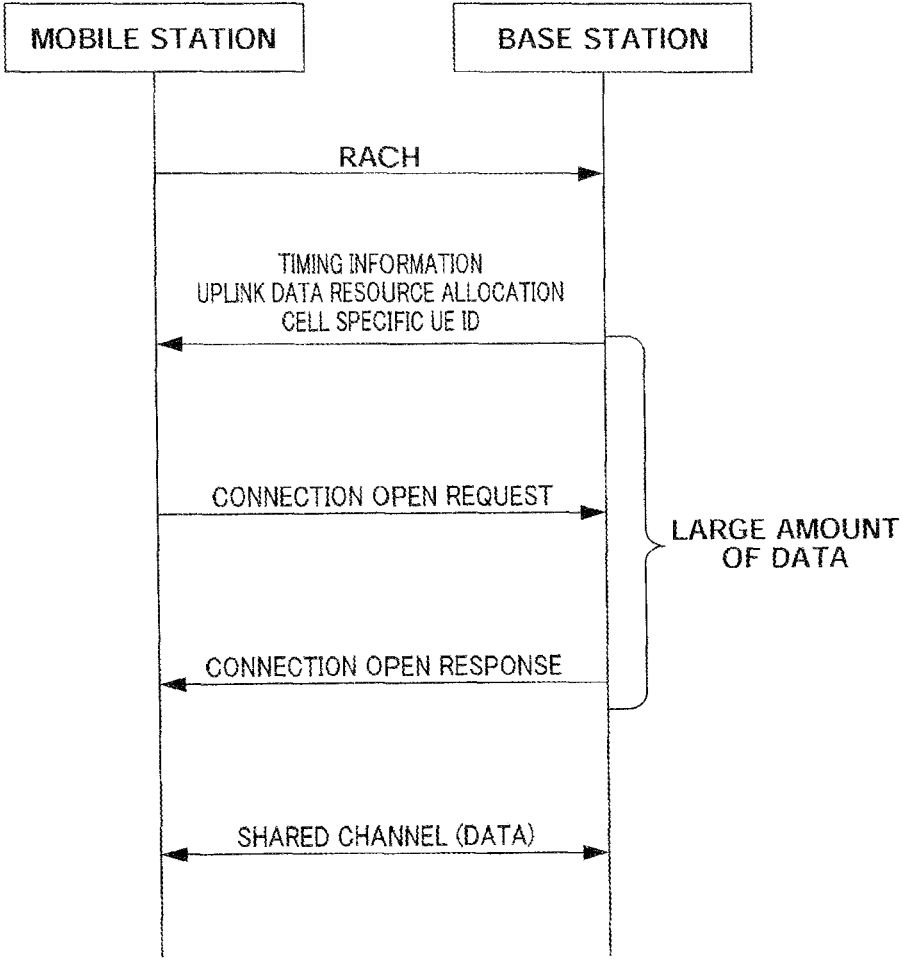 MOBILE STATION
BASE STATION
RACH
TIMING INFORMATION
UPLINK DATA RESOURCE ALLOCATION
CELL SPECIFIC UE ID
CONNECTION OPEN REQUEST
LARGE AMOUNT
OF DATA
CONNECTION OPEN RESPONSE
SHARED CHANNEL (DATA)